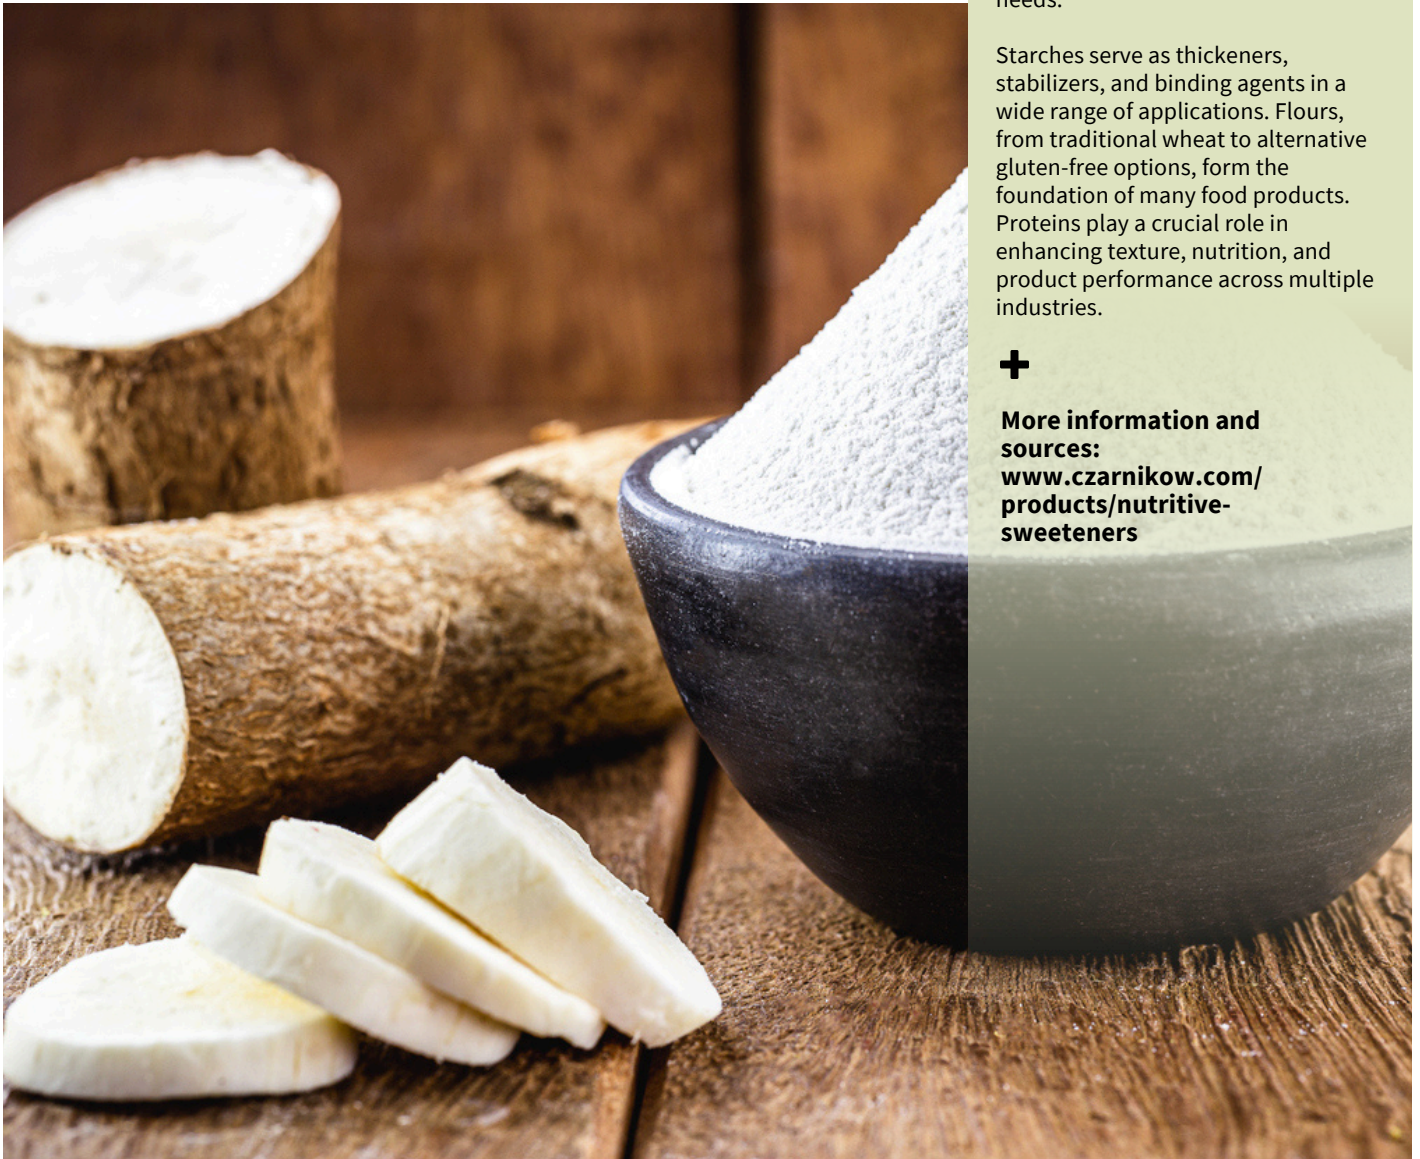 needs.
Starches serve as thickeners,
stabilizers, and binding agents in a
wide range of applications. Flours,
from traditional wheat to alternative
gluten-free options, form the
foundation of many food products.
Proteins play a crucial role in
enhancing texture, nutrition, and
product performance across multiple
industries.
More information and
sources:
www.czarnikow.com/
products/nutritive-
sweeteners